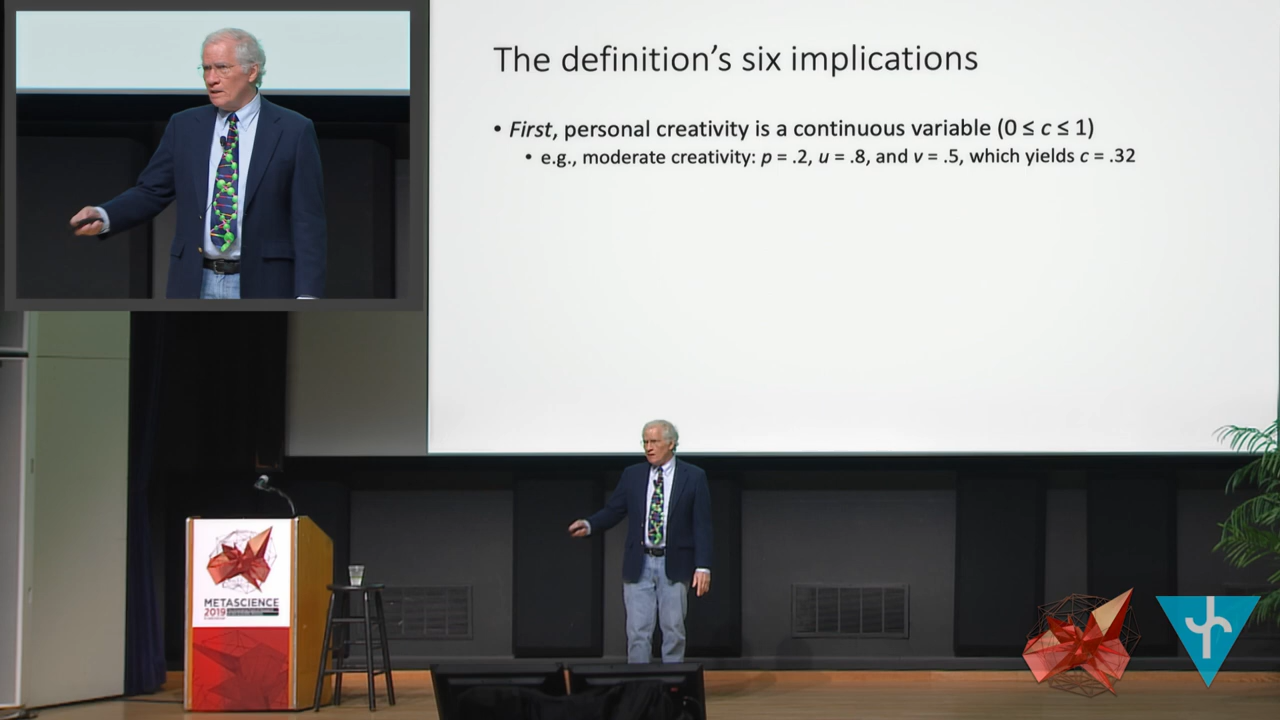 The definition's six implications
• First, personal creativity is a continuous variable (0 ≤ c ≤ 1)
• e.g., moderate creativity: p = .2, u = .8, and v = .5, which yields c = .32
METASCIENCE
2019